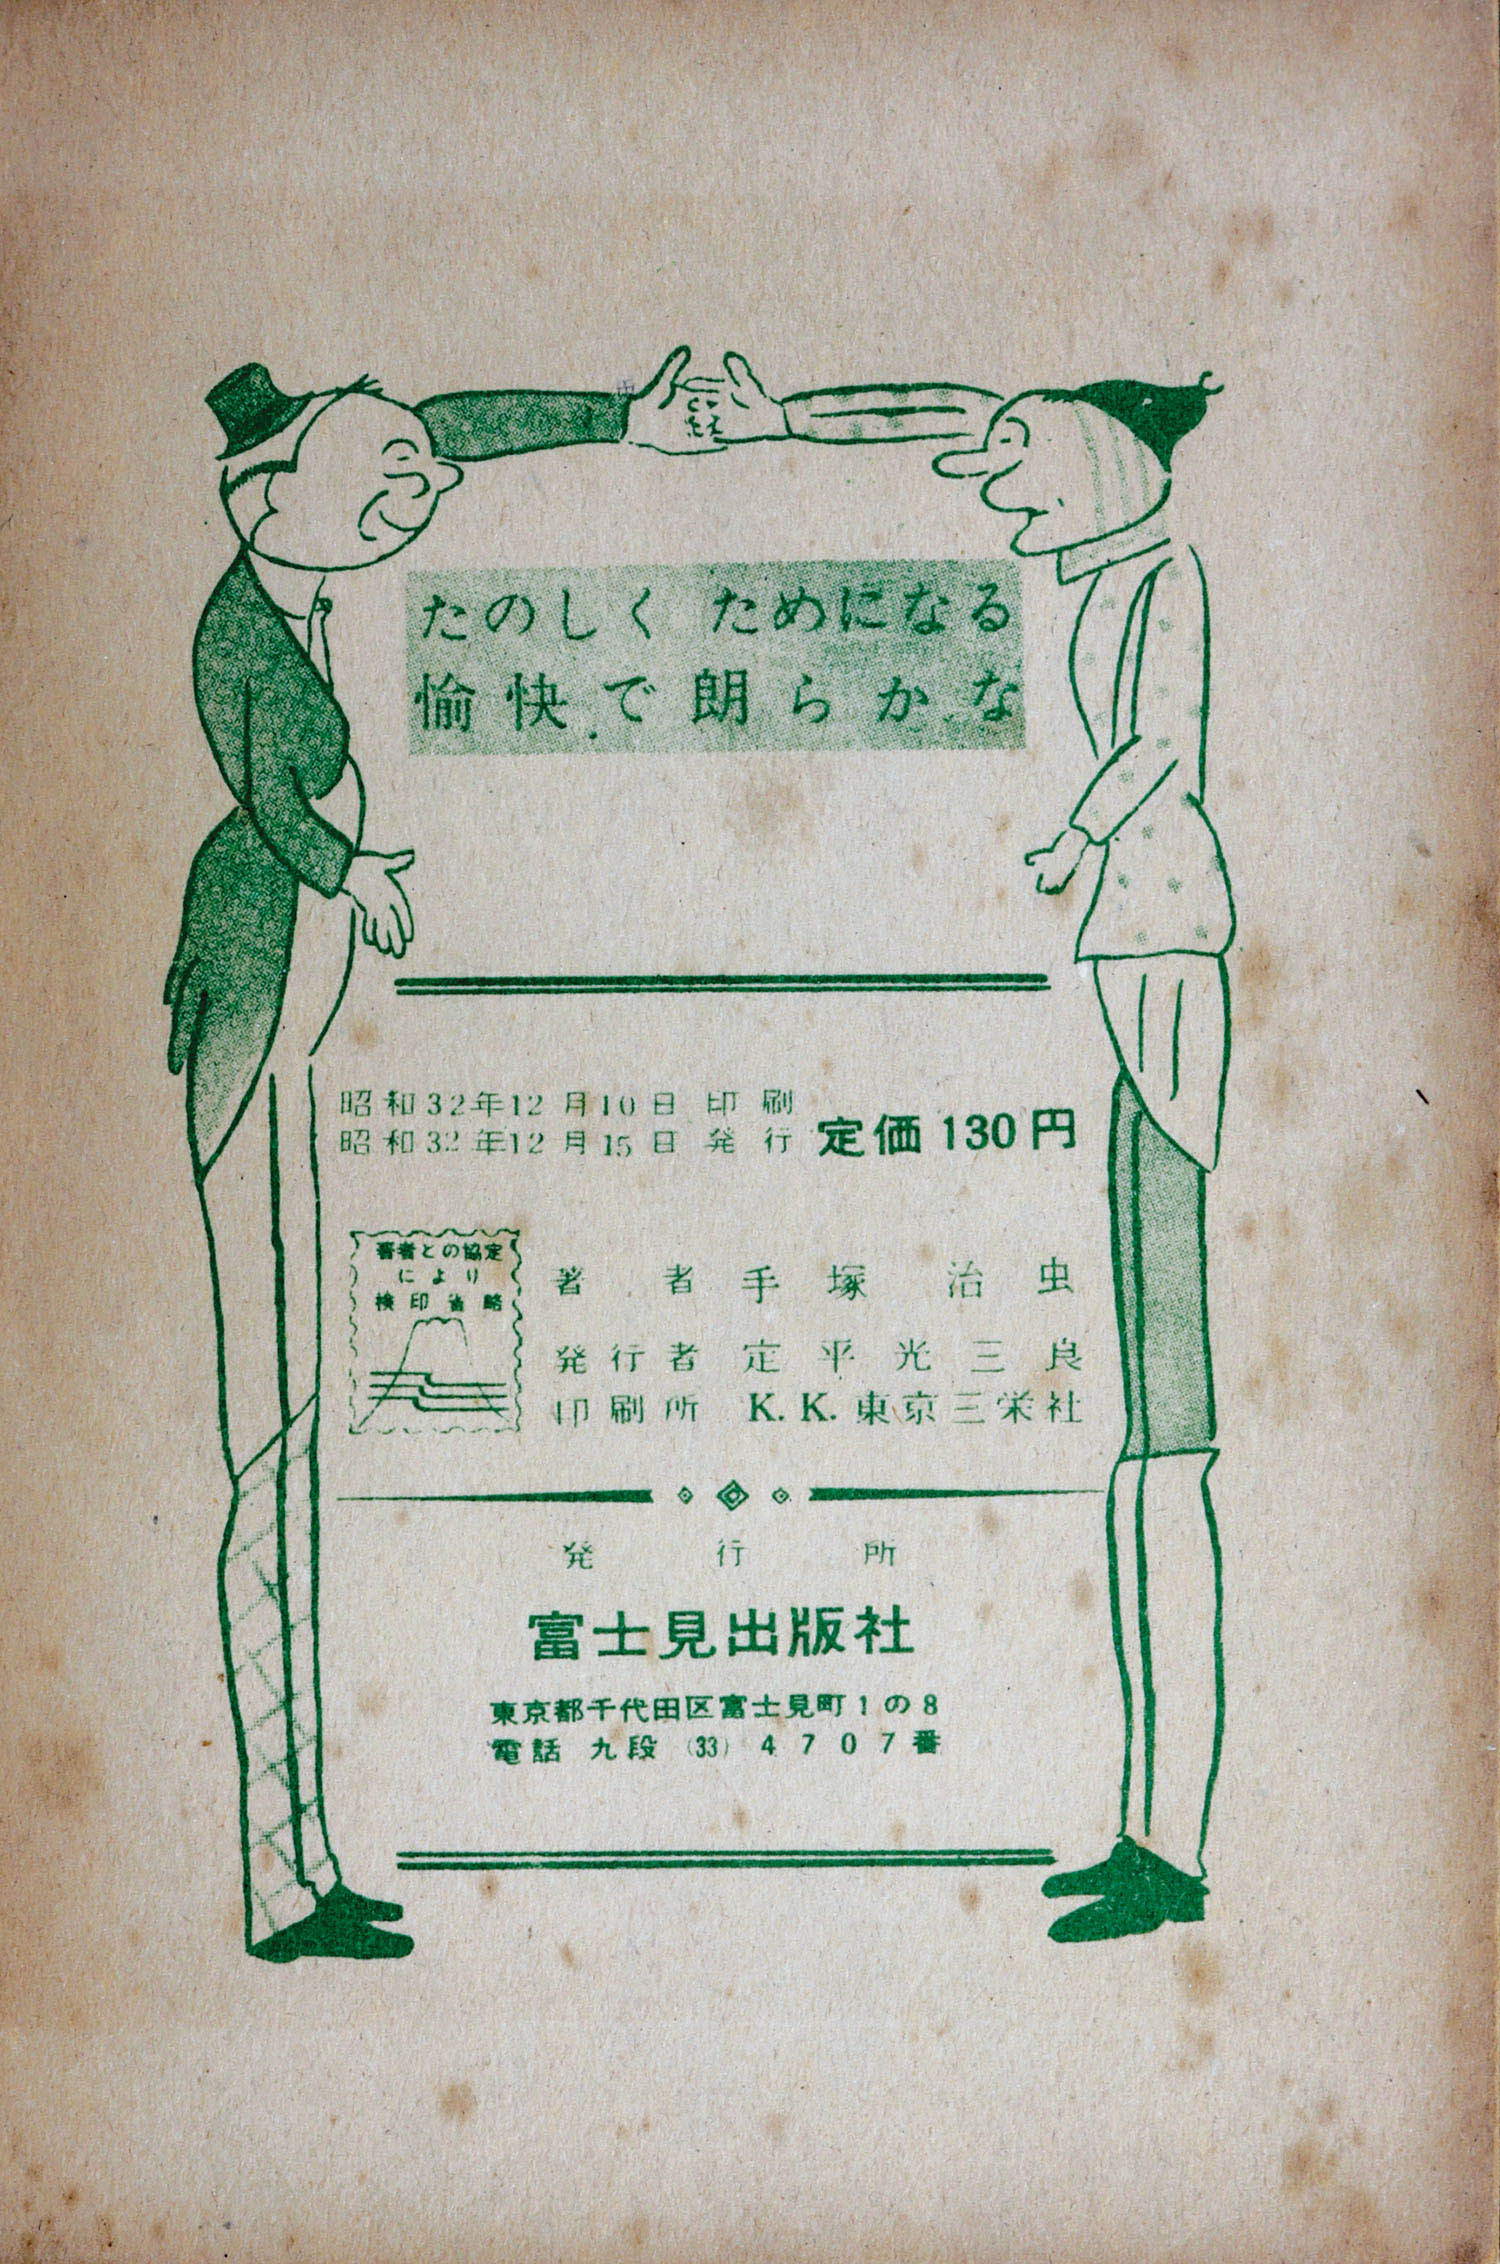 たのしく ためになる
愉快で朗らかな
昭和32年12月10日 印刷
昭和32年12月15日 発行
定価130円
著者との協定
により
検印省略
著者 手塚治虫
発行者 定平光三良
印刷所 K.K.東京三栄社
発行所
富士見出版社
東京都千代田区富士見町1の8
電話 九段 (33) 4707番